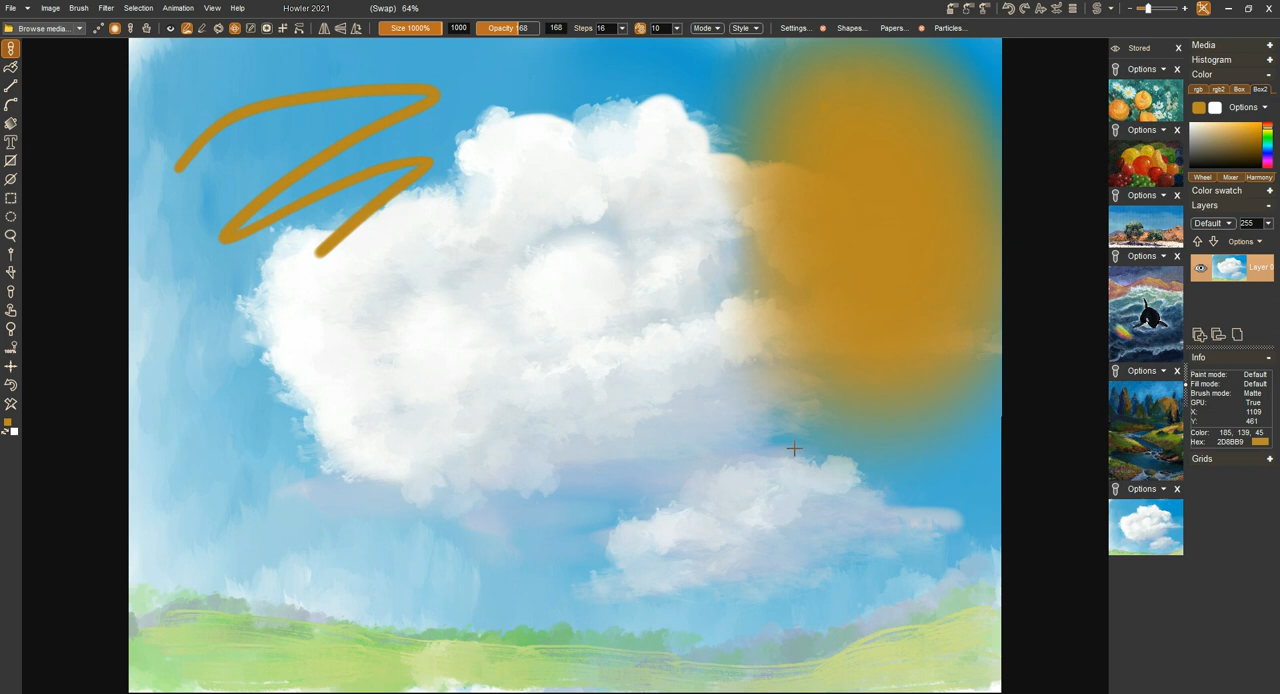 File Image Brush Filter Selection Animation View Help Howler 2021 (Swap) 64%
Browse media... Size 1000% 1000 Opacity 168 Steps 16 10 Mode Style Settings... Shapes... Papers... Particles...
100%
Stored X
Options X
Options X
Options X
Options X
Options X
Options X
Media +
Histogram +
Color -
rgb rgb2 Box Box2
Options
Wheel Mixer Harmony
Color swatch +
Layers -
Default 255
Options
Layer 0
Info -
Paint mode: Default
Fill mode: Default
Brush mode: Matte
GPU: True
X: 1109
Y: 461
Color: 185, 139, 45
Hex: 2D8BB9
Grids +